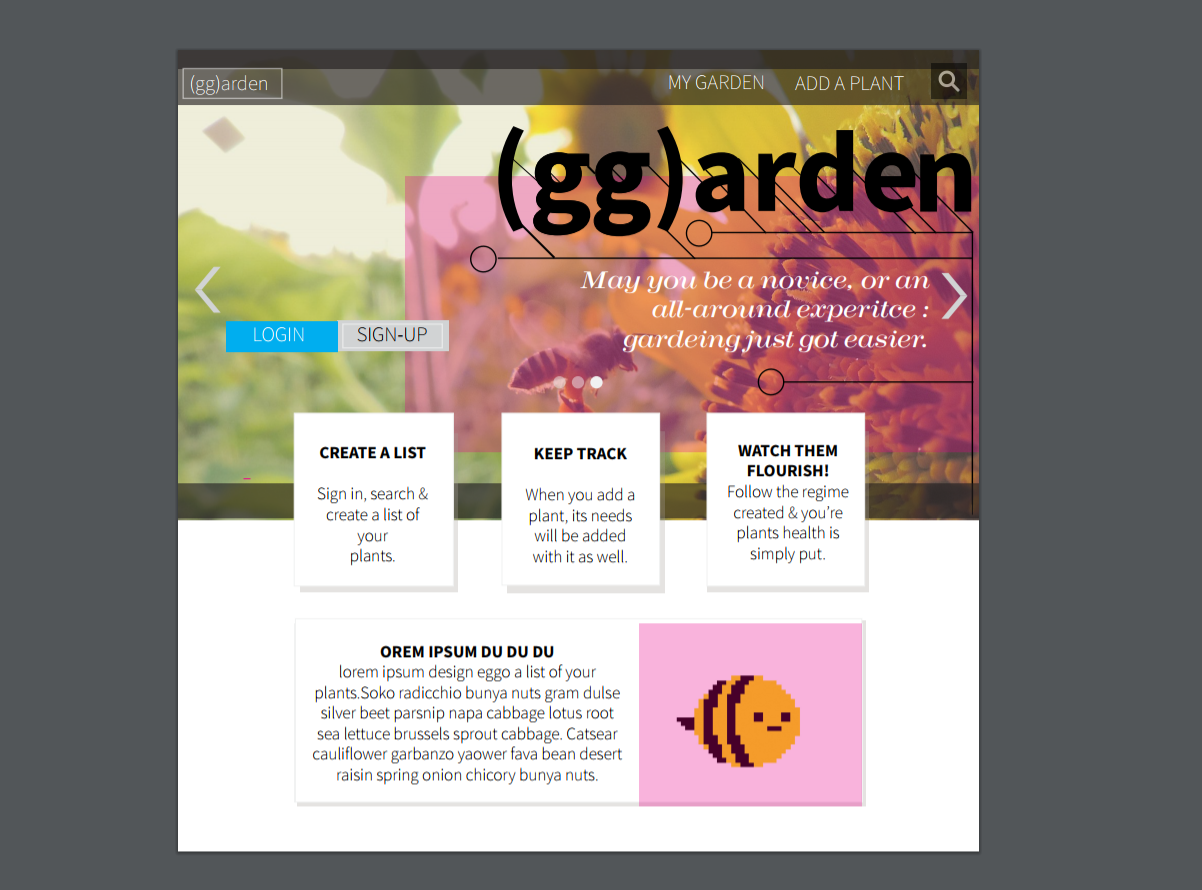 (gg)arden
MY GARDEN
ADD A PLANT
(gg)arden
May you be a novice, or an
all-around experitce :
gardeing just got easier.
LOGIN
SIGN-UP
CREATE A LIST
Sign in, search &
create a list of
your
plants.
KEEP TRACK
When you add a
plant, its needs
will be added
with it as well.
WATCH THEM
FLOURISH!
Follow the regime
created & you’re
plants health is
simply put.
OREM IPSUM DU DU DU
lorem ipsum design eggo a list of your
plants.Soko radicchio bunya nuts gram dulse
silver beet parsnip napa cabbage lotus root
sea lettuce brussels sprout cabbage. Catsear
cauliflower garbanzo yaower fava bean desert
raisin spring onion chicory bunya nuts.